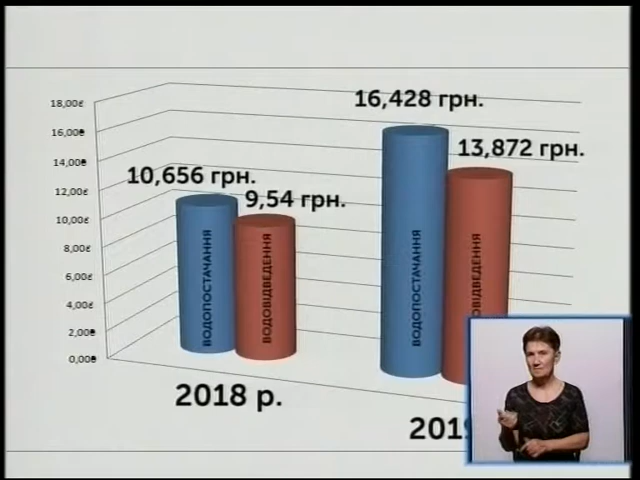 18,00₴
16,00₴
14,00₴
12,00₴
10,00₴
8,00₴
6,00₴
4,00₴
2,00₴
0,00₴
10,656 грн.
9,54 грн.
16,428 грн.
13,872 грн.
ВОДОПОСТАЧАННЯ
ВОДОВІДВЕДЕННЯ
ВОДОПОСТАЧАННЯ
2018 р.